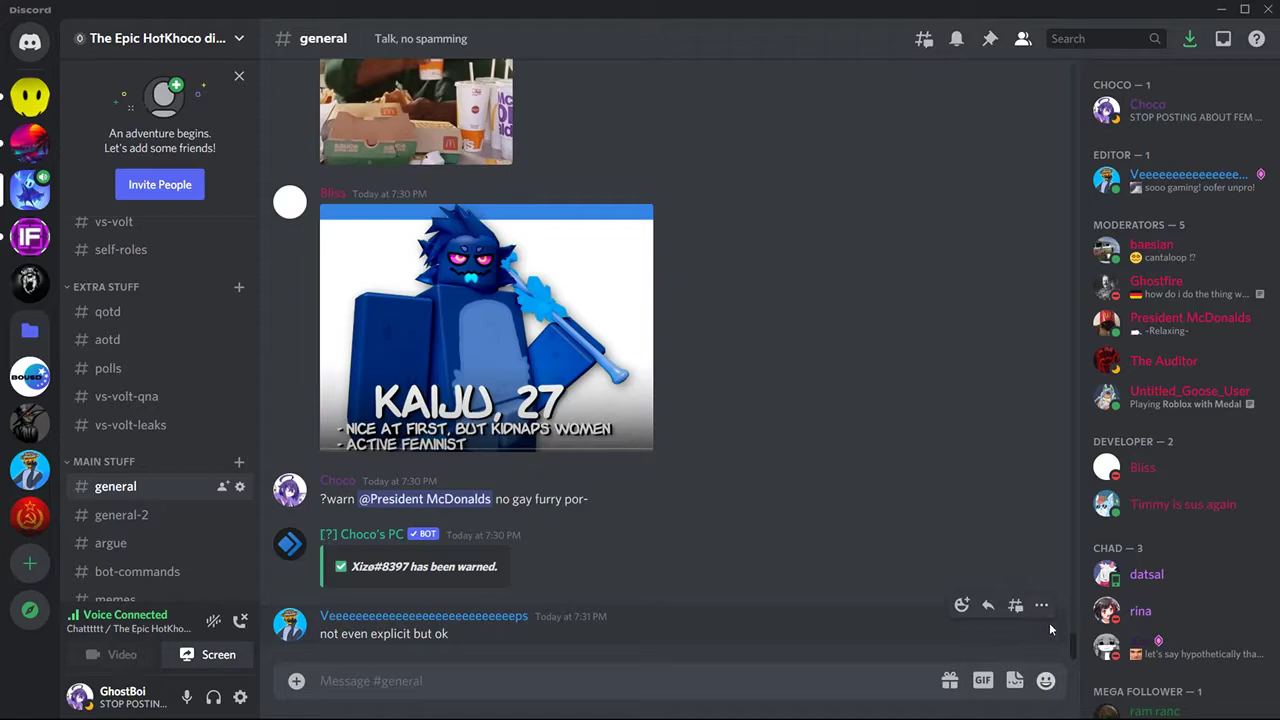 Discord
The Epic HotKhoco di...
general
Talk, no spamming
Search
An adventure begins.
Let's add some friends!
Invite People
vs-volt
self-roles
EXTRA STUFF
qotd
aotd
polls
vs-volt-qna
vs-volt-leaks
MAIN STUFF
general
general-2
argue
bot-commands
memes
Voice Connected
Chatttttt / The Epic HotKho...
Video
Screen
GhostBoi
STOP POSTIN...
IF
BOUSD
Bliss Today at 7:30 PM
KAIJU, 27
- NICE AT FIRST, BUT KIDNAPS WOMEN
- ACTIVE FEMINIST
Choco Today at 7:30 PM
?warn @President McDonalds no gay furry por-
[?] Choco's PC BOT Today at 7:30 PM
Xizø#8397 has been warned.
Veeeeeeeeeeeeeeeeeeeeeeeeeeps Today at 7:31 PM
not even explicit but ok
Message #general
GIF
CHOCO — 1
Choco
STOP POSTING ABOUT FEM ...
EDITOR — 1
Veeeeeeeeeeeeeee...
sooo gaming! oofer unpro!
MODERATORS — 5
baesian
cantaloop !?
Ghostfire
how do i do the thing w...
President McDonalds
-Relaxing-
The Auditor
Untitled_Goose_User
Playing Roblox with Medal
DEVELOPER — 2
Bliss
Timmy is sus again
CHAD — 3
datsal
rina
let's say hypothetically tha...
MEGA FOLLOWER — 1
ram ranc